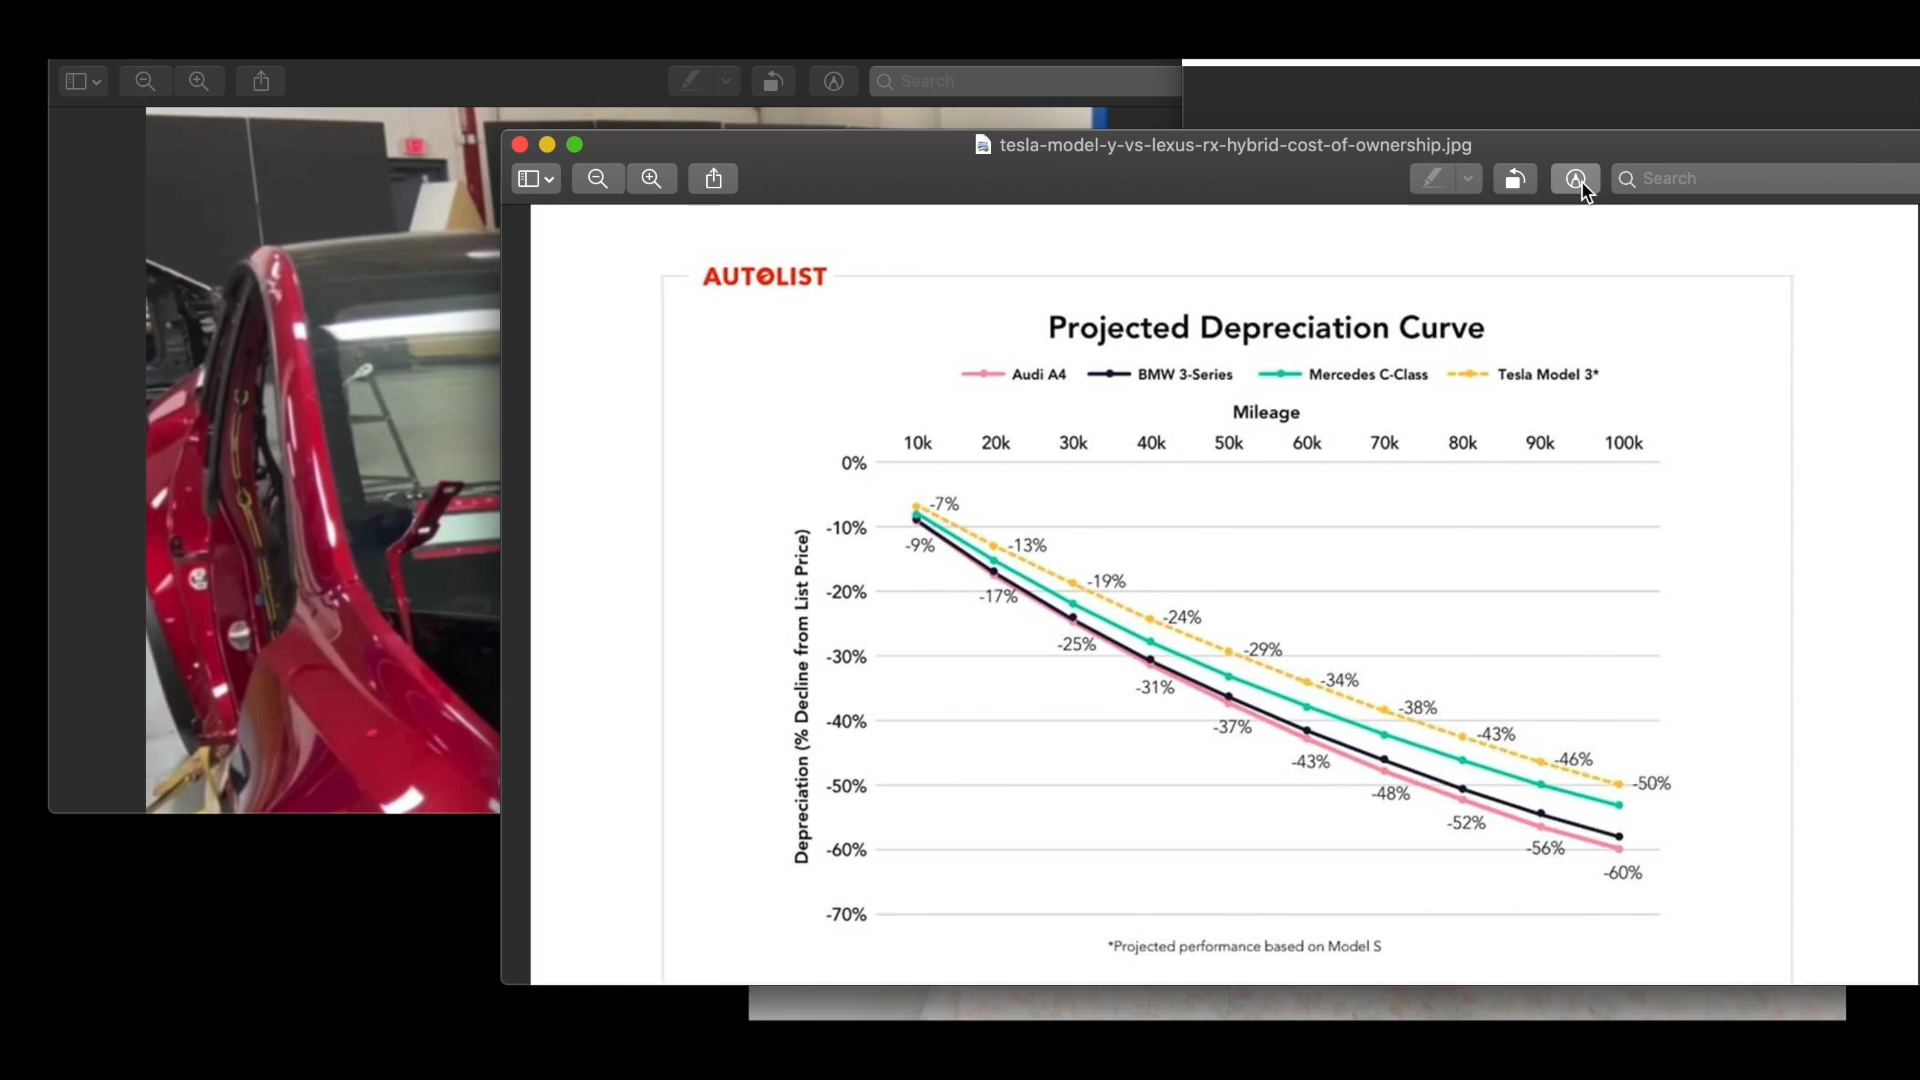 Search
tesla-model-y-vs-lexus-rx-hybrid-cost-of-ownership.jpg
Search
AUTOLIST
Projected Depreciation Curve
Audi A4 BMW 3-Series Mercedes C-Class Tesla Model 3*
Mileage
10k 20k 30k 40k 50k 60k 70k 80k 90k 100k
Depreciation (% Decline from List Price)
0%
-10%
-20%
-30%
-40%
-50%
-60%
-70%
-7%
-13%
-19%
-24%
-29%
-34%
-38%
-43%
-46%
-50%
-9%
-17%
-25%
-31%
-37%
-43%
-48%
-52%
-56%
-60%
*Projected performance based on Model S